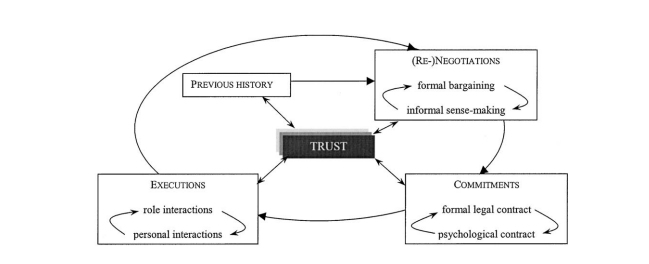 (RE-)NEGOTIATIONS
formal bargaining
informal sense-making
PREVIOUS HISTORY
TRUST
EXECUTIONS
role interactions
personal interactions
COMMITMENTS
formal legal contract
psychological contract